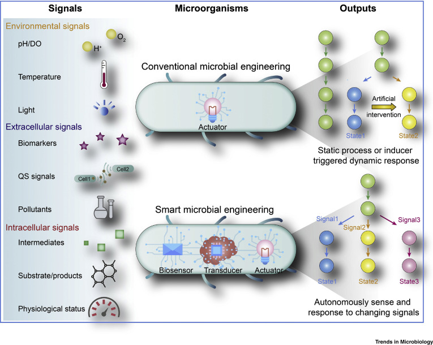 Signals
Microorganisms
Outputs
Environmental signals
pH/DO
H+
O2
Temperature
Light
Extracellular signals
Biomarkers
QS signals
Cell1
Cell2
Pollutants
Intracellular signals
Intermediates
Substrate/products
Physiological status
Conventional microbial engineering
Actuator
Smart microbial engineering
Biosensor
Transducer
Actuator
Artificial
intervention
State1
State2
Static process or inducer
triggered dynamic response
Signal1
Signal2
Signal3
State1
State2
State3
Autonomously sense and
response to changing signals
Trends in Microbiology